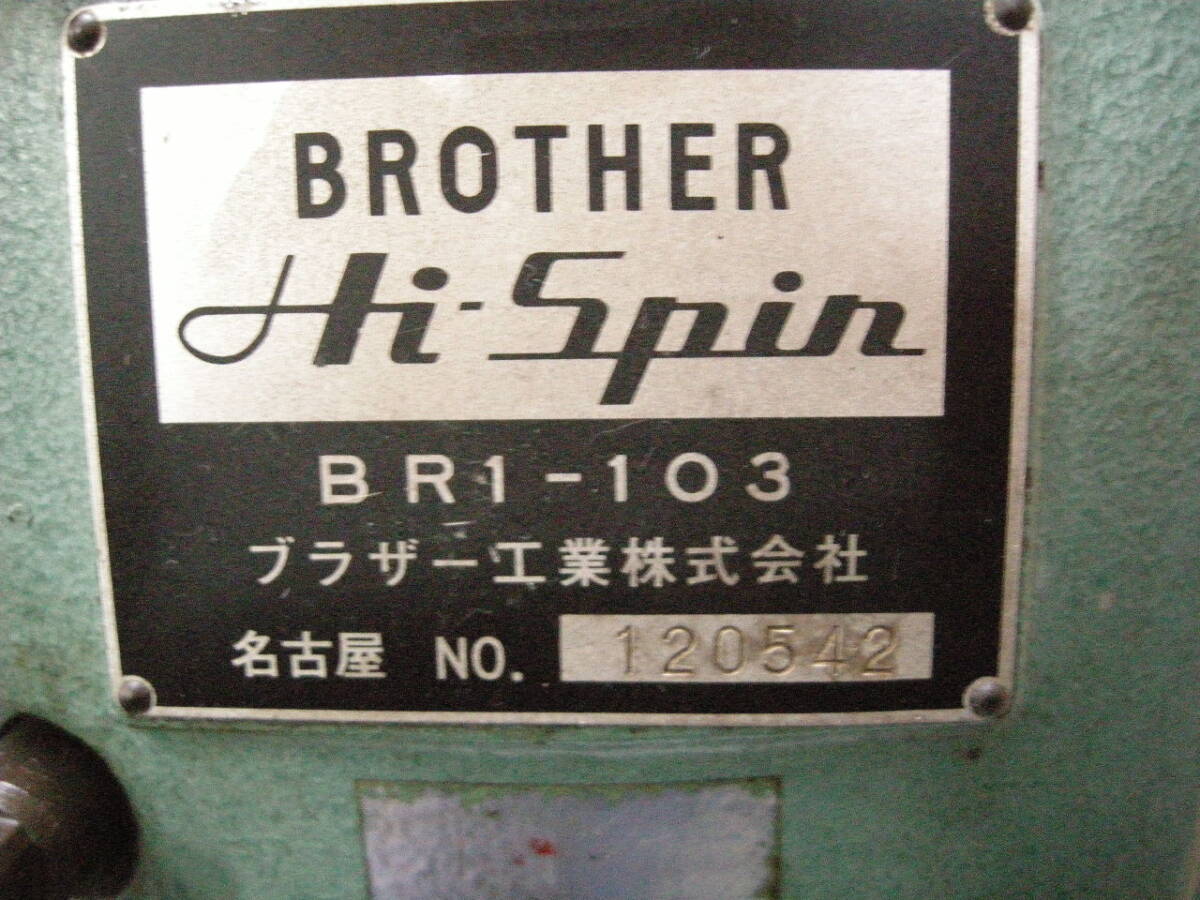 BROTHER
Hi-Spin
BR1-103
ブラザー工業株式会社
名古屋 NO. 120542